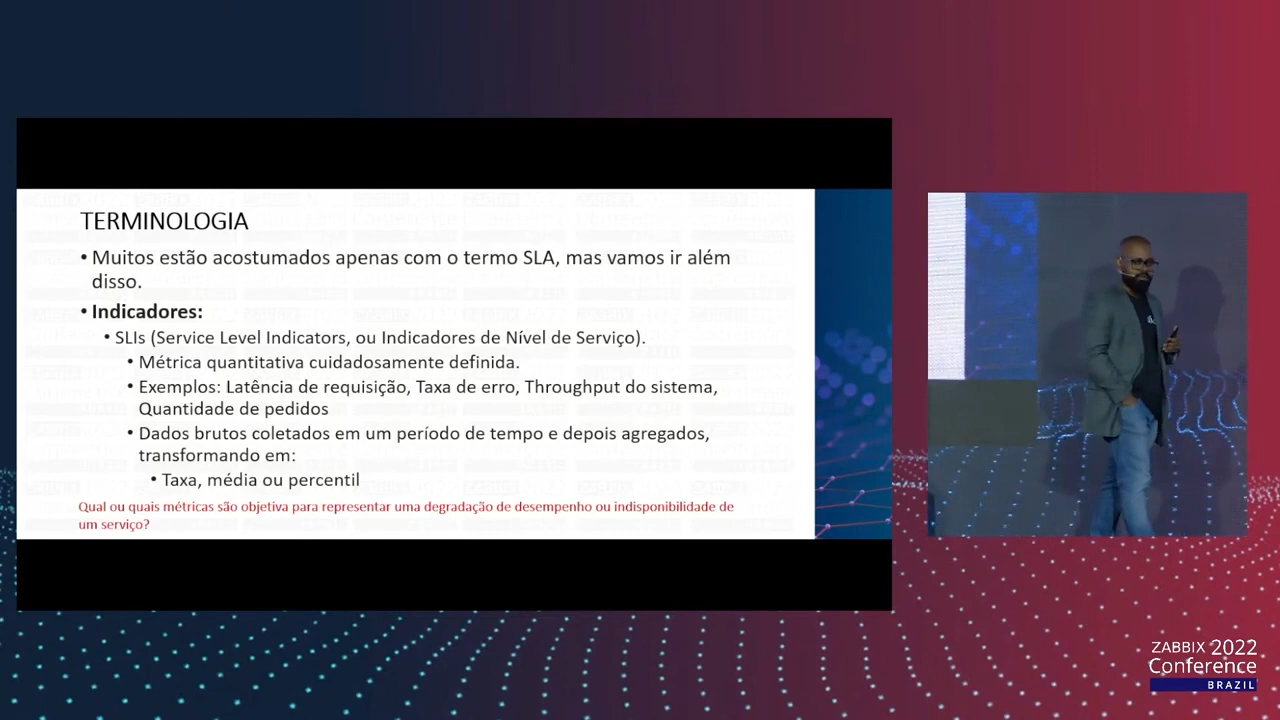 TERMINOLOGIA
• Muitos estão acostumados apenas com o termo SLA, mas vamos ir além
disso.
• Indicadores:
• SLIs (Service Level Indicators, ou Indicadores de Nível de Serviço).
• Métrica quantitativa cuidadosamente definida.
• Exemplos: Latência de requisição, Taxa de erro, Throughput do sistema,
Quantidade de pedidos
• Dados brutos coletados em um período de tempo e depois agregados,
transformando em:
• Taxa, média ou percentil
Qual ou quais métricas são objetiva para representar uma degradação de desempenho ou indisponibilidade de
um serviço?
ZABBIX 2022
Conference
BRAZIL